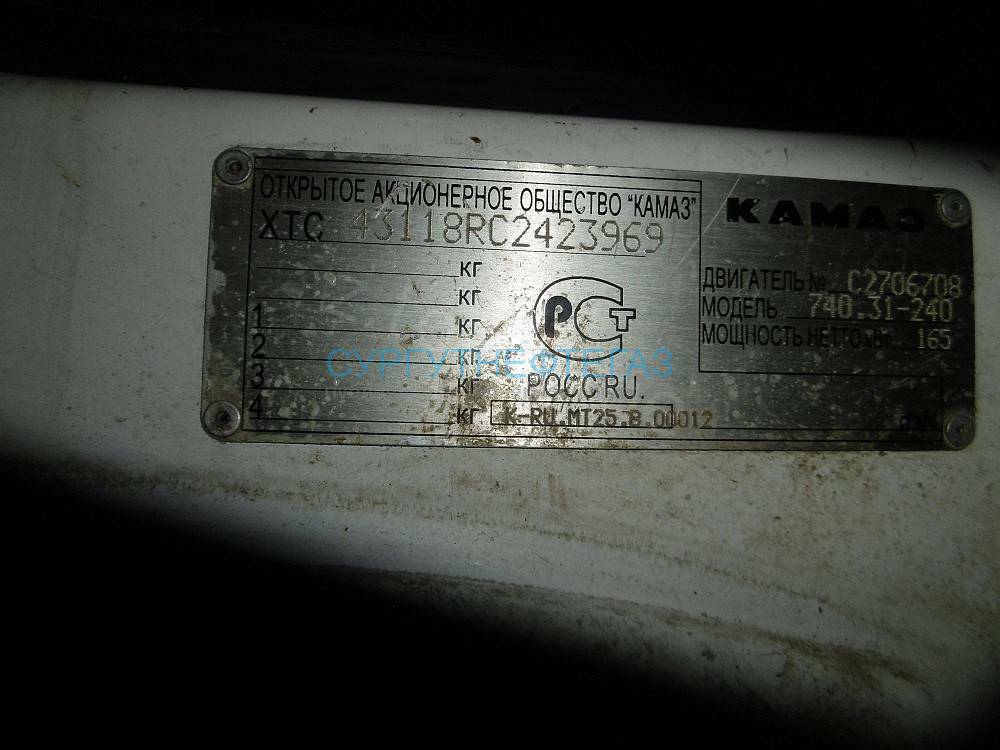 ОТКРЫТОЕ АКЦИОНЕРНОЕ ОБЩЕСТВО "КАМАЗ"
XTC 43118RC2423969
КГ
КГ
1 КГ
2 КГ
3 КГ
4 КГ
РСТ
РОСС RU.
K-RU.MT25.B.00012
КАМАЗ
ДВИГАТЕЛЬ № C2706708
МОДЕЛЬ 740.31-240
МОЩНОСТЬ НЕТТО кВт 165
СУРГУТНЕФТЕГАЗ